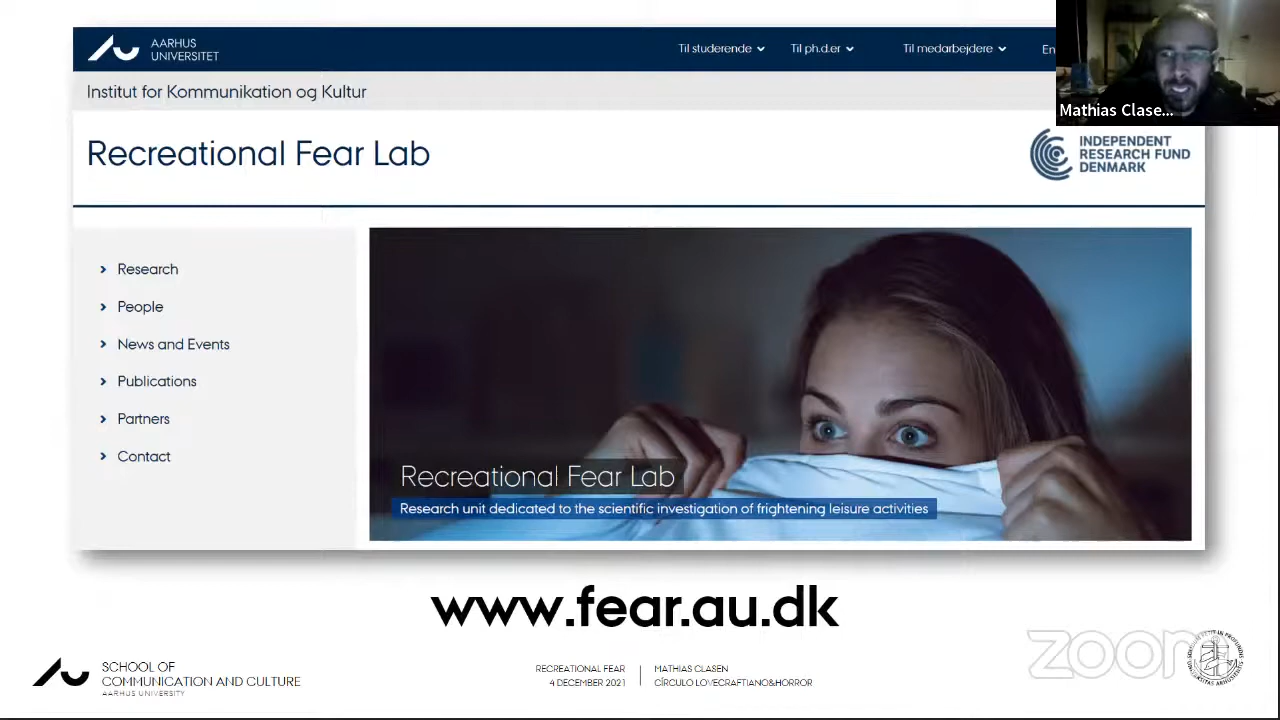 AARHUS
UNIVERSITET
Til studerende
Til ph.d.er
Til medarbejdere
En
Mathias Clase...
Institut for Kommunikation og Kultur
Recreational Fear Lab
INDEPENDENT
RESEARCH FUND
DENMARK
Research
People
News and Events
Publications
Partners
Contact
Recreational Fear Lab
Research unit dedicated to the scientific investigation of frightening leisure activities
www.fear.au.dk
SCHOOL OF
COMMUNICATION AND CULTURE
AARHUS UNIVERSITY
RECREATIONAL FEAR
4 DECEMBER 2021
MATHIAS CLASEN
CÍRCULO LOVECRAFTIANO&HORROR
zoom